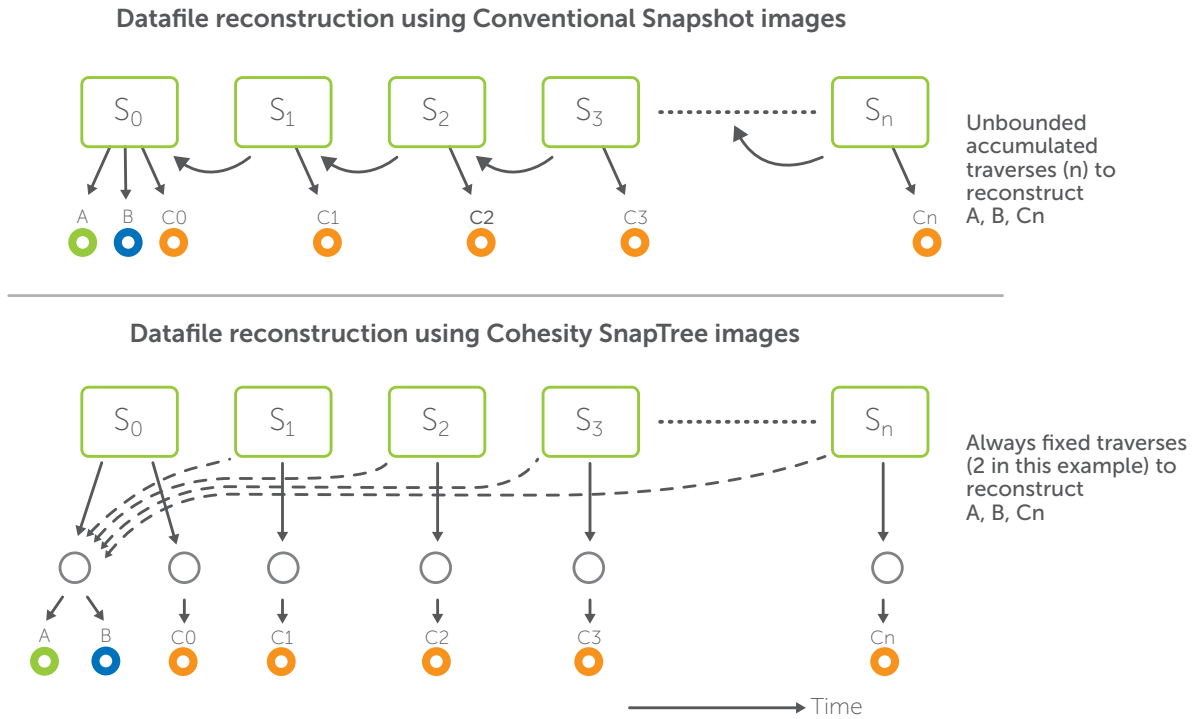 Datafile reconstruction using Conventional Snapshot images
S₀ S₁ S₂ S₃ Sₙ
Unbounded
accumulated
traverses (n) to
reconstruct
A, B, Cn
A B C0 C1 C2 C3 Cn
Datafile reconstruction using Cohesity SnapTree images
S₀ S₁ S₂ S₃ Sₙ
Always fixed traverses
(2 in this example) to
reconstruct
A, B, Cn
A B C0 C1 C2 C3 Cn
Time